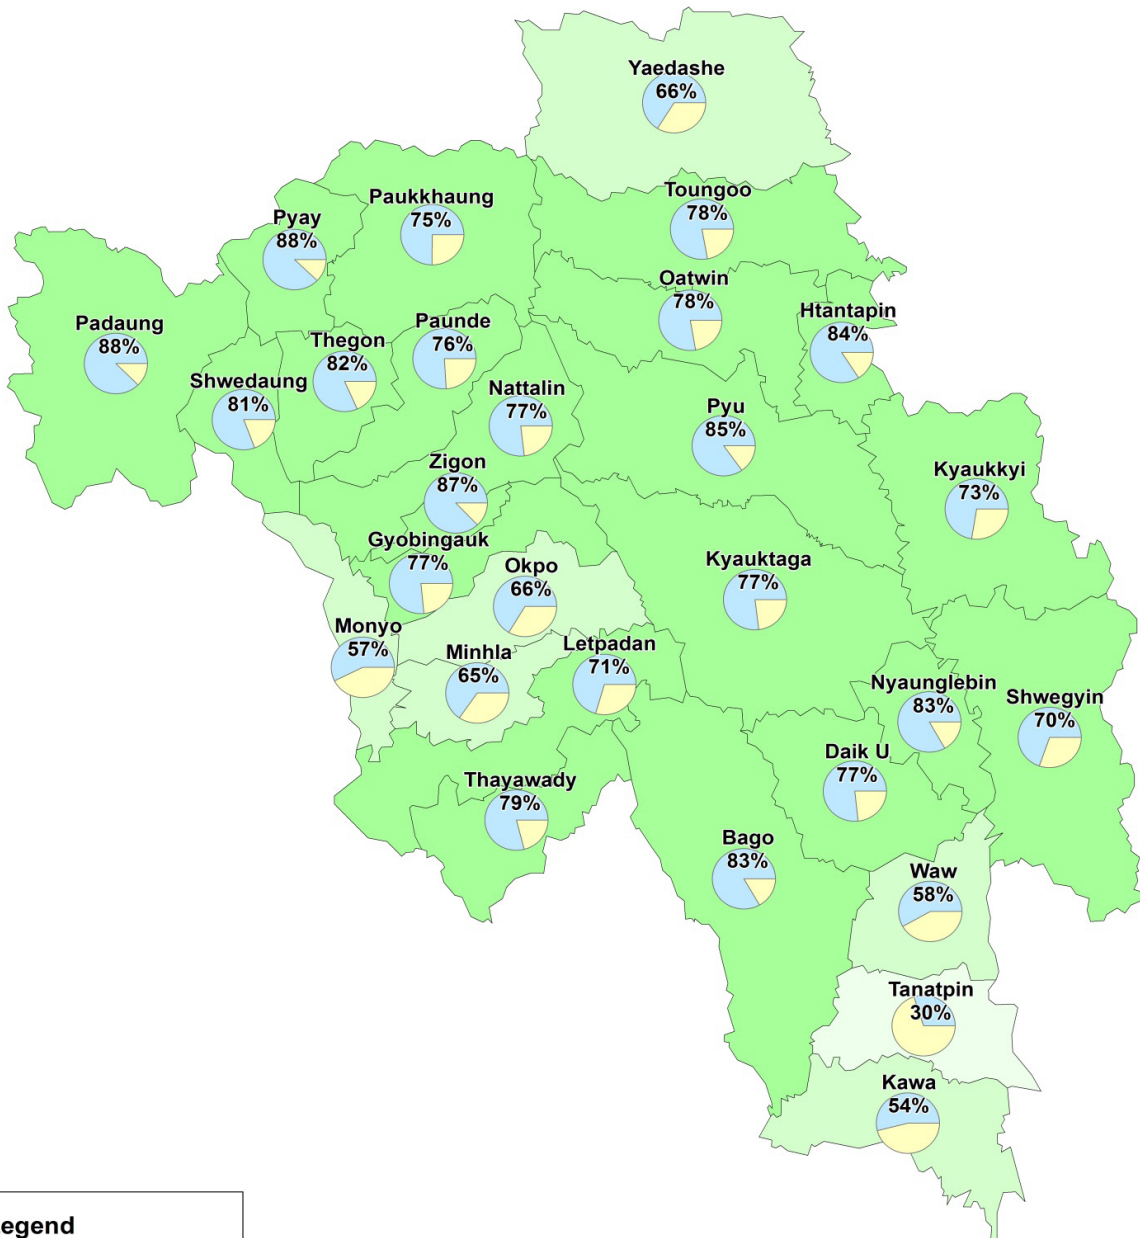 Yaedashe
66%
Toungoo
78%
Paukkhaung
75%
Pyay
88%
Oatwin
78%
Htantapin
84%
Padaung
88%
Paunde
76%
Thegon
82%
Shwedaung
81%
Nattalin
77%
Pyu
85%
Zigon
87%
Kyaukkyi
73%
Gyobingauk
77%
Okpo
66%
Kyauktaga
77%
Monyo
57%
Minhla
65%
Letpadan
71%
Nyaunglebin
83%
Shwegyin
70%
Daik U
77%
Thayawady
79%
Bago
83%
Waw
58%
Tanatpin
30%
Kawa
54%
egend